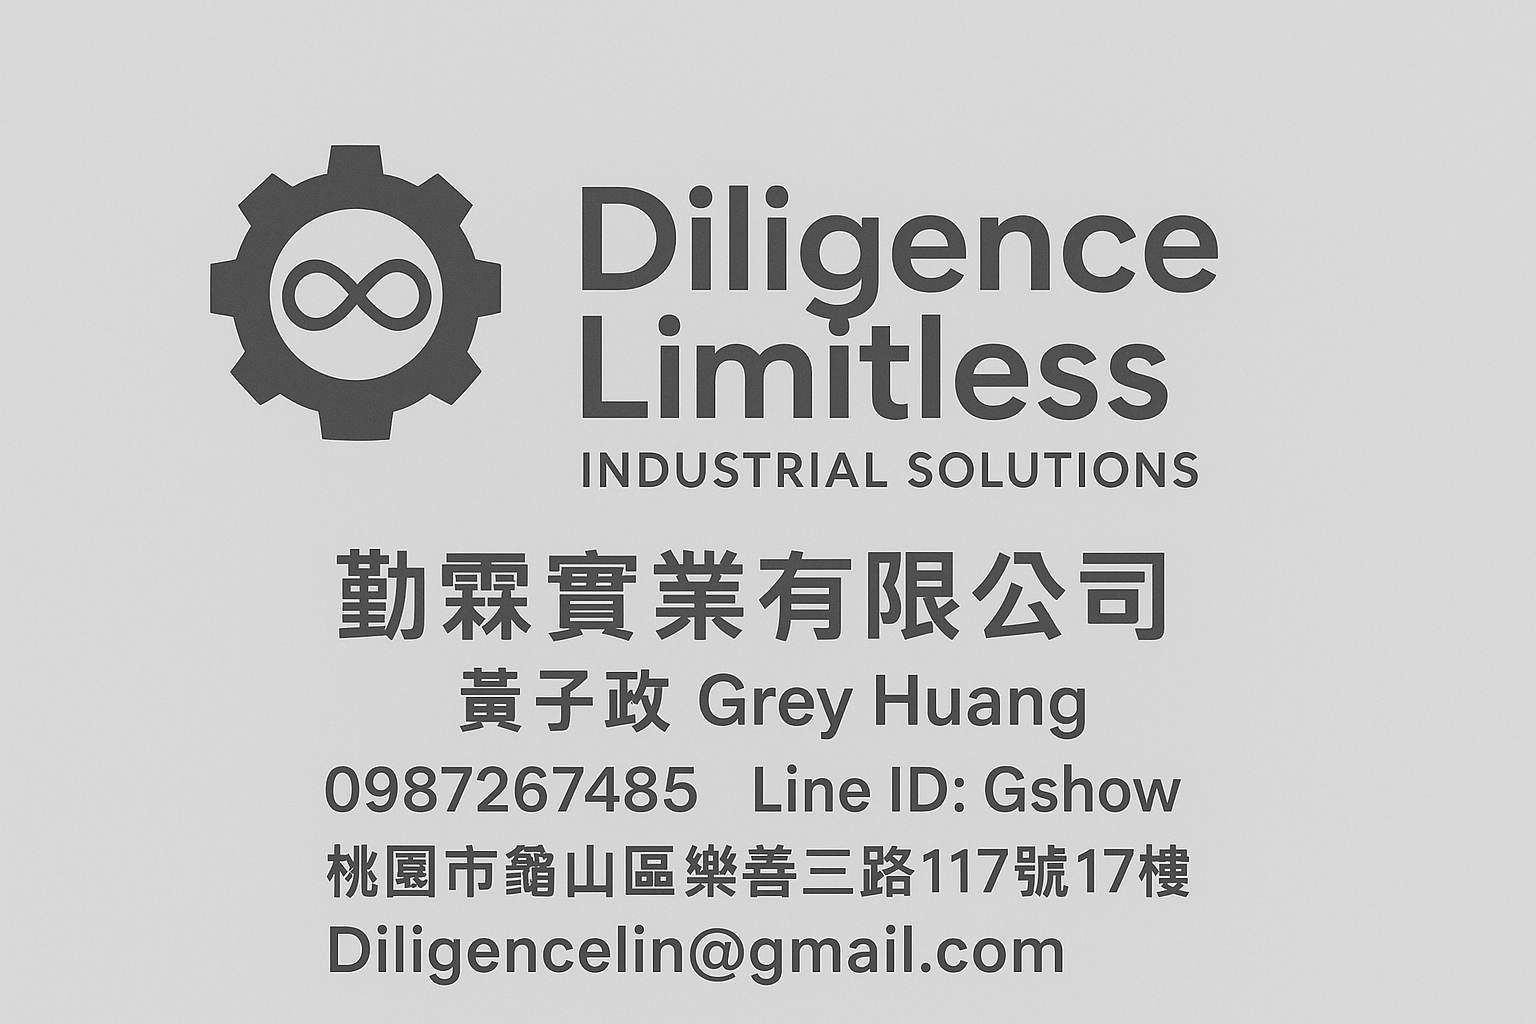 Diligence
Limitless
INDUSTRIAL SOLUTIONS
勤霖實業有限公司
黃子政 Grey Huang
0987267485 Line ID: Gshow
桃園市龜山區樂善三路117號17樓
Diligencelin@gmail.com